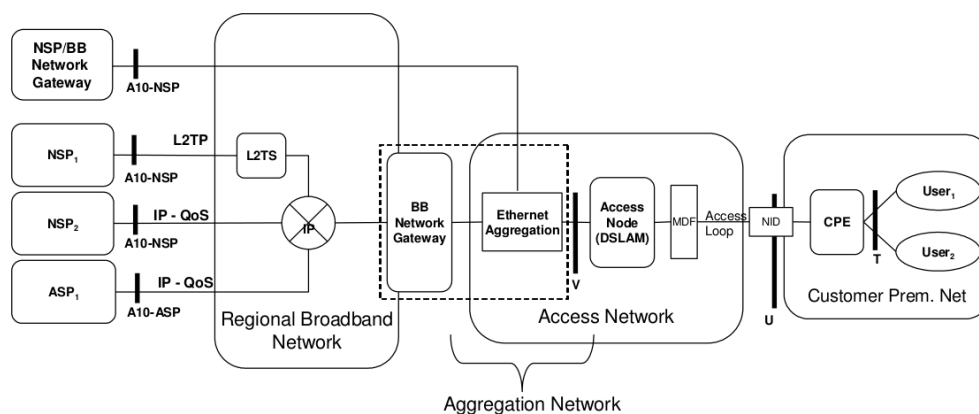 NSP/BB
Network
Gateway
A10-NSP
L2TP
NSP1
A10-NSP
L2TS
IP - QoS
NSP2
A10-NSP
IP
IP - QoS
ASP1
A10-ASP
Regional Broadband
Network
BB
Network
Gateway
Ethernet
Aggregation
V
Access
Node
(DSLAM)
MDF
Access
Loop
Access Network
NID
U
CPE
T
User1
User2
Customer Prem. Net
Aggregation Network